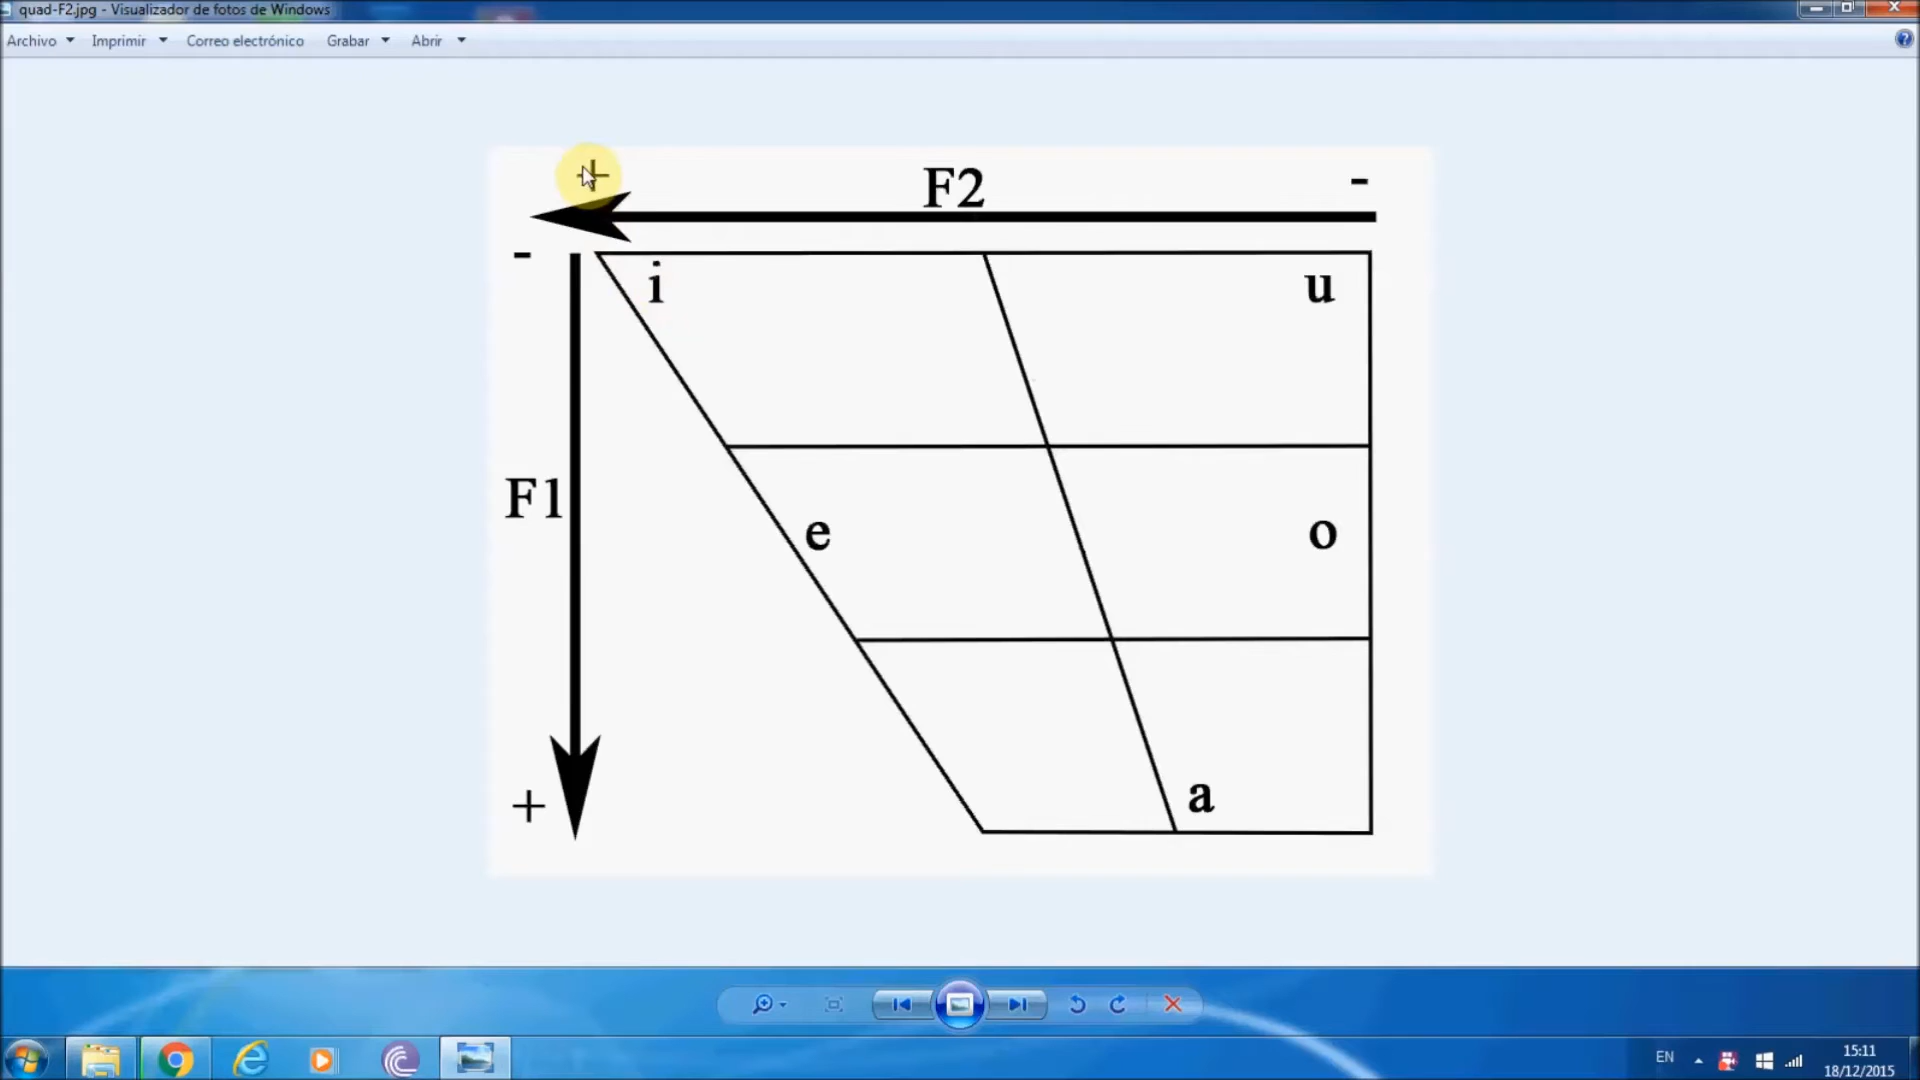 quad-F2.jpg - Visualizador de fotos de Windows
Archivo Imprimir Correo electrónico Grabar Abrir
+ F2 -
-
i u
F1
e o
+
a
EN
15:11
18/12/2015